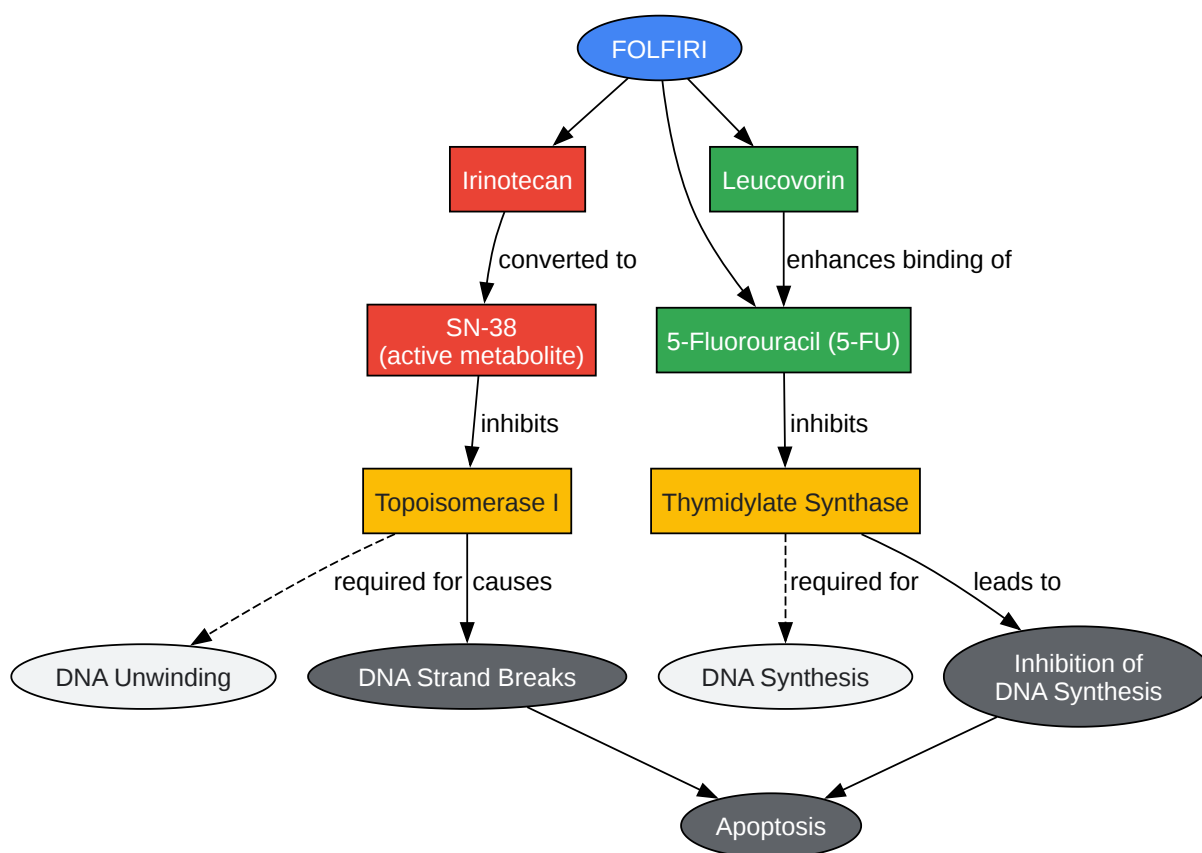 FOLFIRI
Irinotecan
Leucovorin
converted to
enhances binding of
SN-38
(active metabolite)
5-Fluorouracil (5-FU)
inhibits
inhibits
Topoisomerase I
Thymidylate Synthase
required for
causes
required for
leads to
DNA Unwinding
DNA Strand Breaks
DNA Synthesis
Inhibition of
DNA Synthesis
Apoptosis